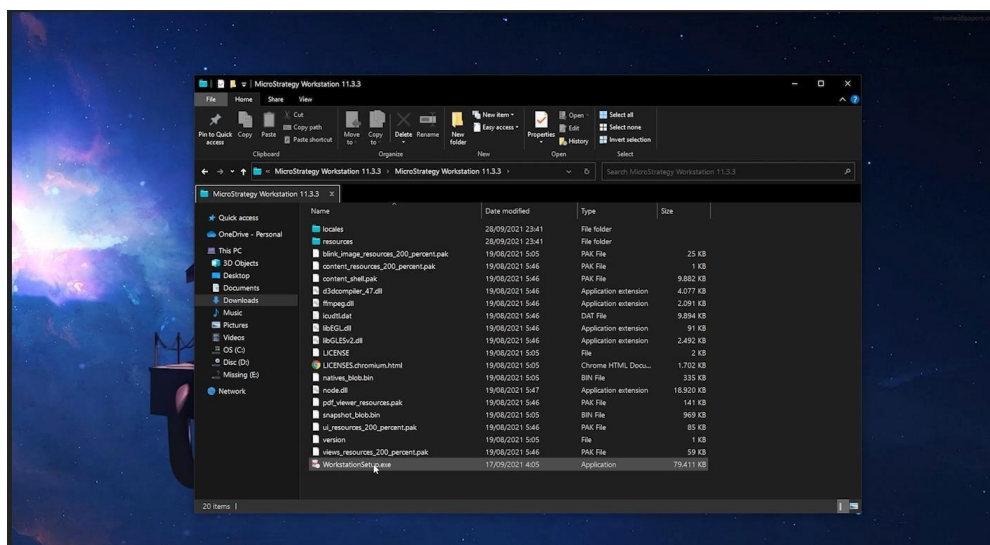 MicroStrategy Workstation 11.3.3
File Home Share View
Pin to Quick access
Copy
Paste
Cut
Copy path
Paste shortcut
Move to
Copy to
Delete
Rename
New folder
New item
Easy access
Properties
Open
Edit
History
Select all
Select none
Invert selection
Clipboard Organize New Open Select
« MicroStrategy Workstation 11.3.3 › MicroStrategy Workstation 11.3.3 ›
Search MicroStrategy Workstation 11.3.3
MicroStrategy Workstation 11.3.3 x
Quick access
OneDrive - Personal
This PC
3D Objects
Desktop
Documents
Downloads
Music
Pictures
Videos
OS (C:)
Disc (D:)
Missing (E:)
Network
Name Date modified Type Size
locales 28/09/2021 23:41 File folder
resources 28/09/2021 23:41 File folder
blink_image_resources_200_percent.pak 19/08/2021 5:05 PAK File 25 KB
content_resources_200_percent.pak 19/08/2021 5:46 PAK File 1 KB
content_shell.pak 19/08/2021 5:46 PAK File 9.882 KB
d3dcompiler_47.dll 19/08/2021 5:46 Application extension 4.077 KB
ffmpeg.dll 19/08/2021 5:46 Application extension 2.091 KB
icudtl.dat 19/08/2021 5:46 DAT File 9.894 KB
libEGL.dll 19/08/2021 5:46 Application extension 91 KB
libGLESv2.dll 19/08/2021 5:46 Application extension 2.492 KB
LICENSE 19/08/2021 5:05 File 2 KB
LICENSES.chromium.html 19/08/2021 5:05 Chrome HTML Docu... 1.702 KB
natives_blob.bin 19/08/2021 5:05 BIN File 335 KB
node.dll 19/08/2021 5:47 Application extension 18.920 KB
pdf_viewer_resources.pak 19/08/2021 5:46 PAK File 141 KB
snapshot_blob.bin 19/08/2021 5:05 BIN File 969 KB
ui_resources_200_percent.pak 19/08/2021 5:46 PAK File 85 KB
version 19/08/2021 5:05 File 1 KB
views_resources_200_percent.pak 19/08/2021 5:46 PAK File 59 KB
WorkstationSetup.exe 17/09/2021 4:05 Application 79.411 KB
20 items